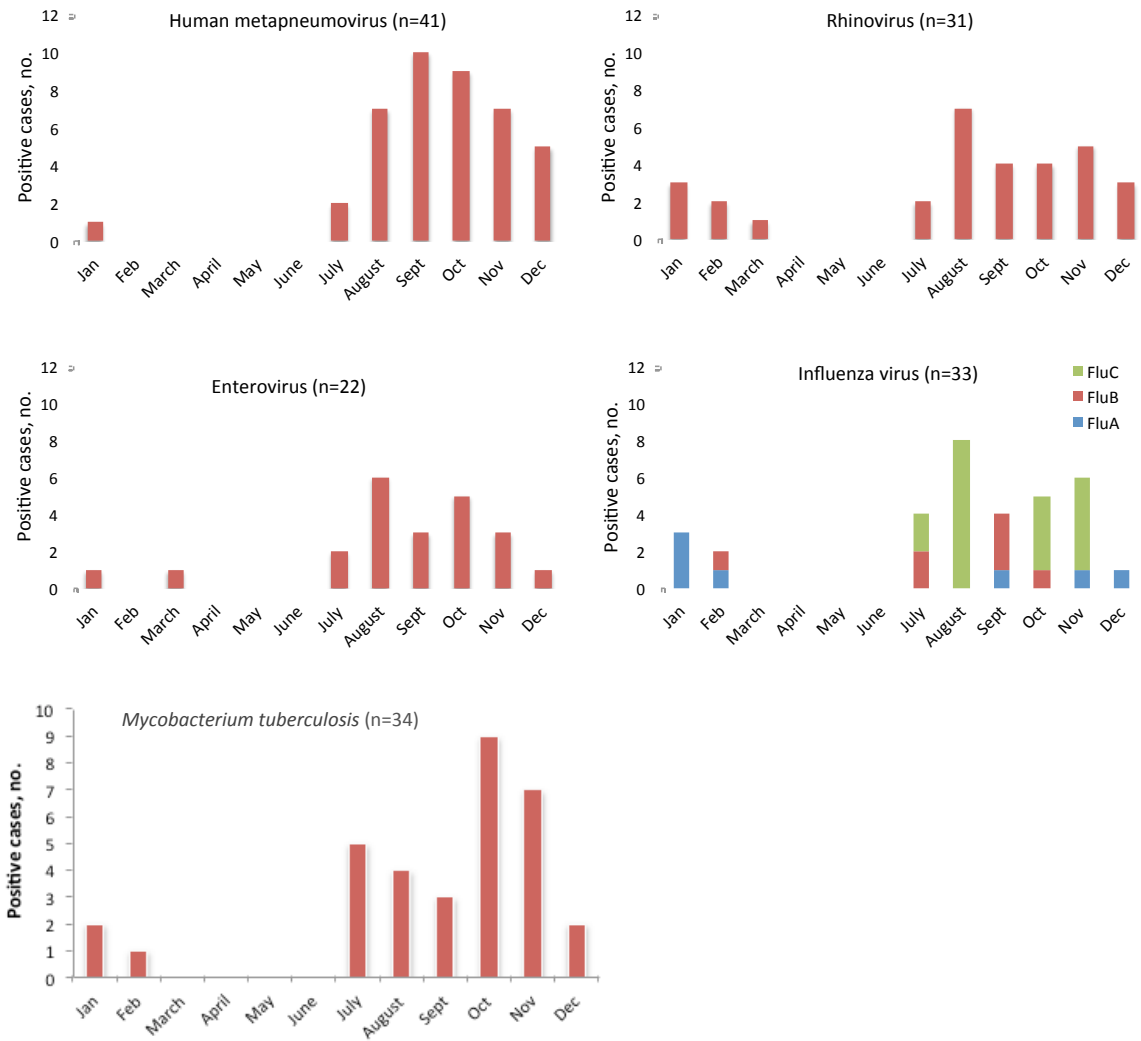 Human metapneumovirus (n=41)
Positive cases, no.
12
10
8
6
4
2
0
Jan Feb March April May June July August Sept Oct Nov Dec
Rhinovirus (n=31)
Positive cases, no.
12
10
8
6
4
2
0
Jan Feb March April May June July August Sept Oct Nov Dec
Enterovirus (n=22)
Positive cases, no.
12
10
8
6
4
2
0
Jan Feb March April May June July August Sept Oct Nov Dec
Influenza virus (n=33)
FluC
FluB
FluA
Positive cases, no.
12
10
8
6
4
2
0
Jan Feb March April May June July August Sept Oct Nov Dec
Mycobacterium tuberculosis (n=34)
Positive cases, no.
10
9
8
7
6
5
4
3
2
1
0
Jan Feb March April May June July August Sept Oct Nov Dec